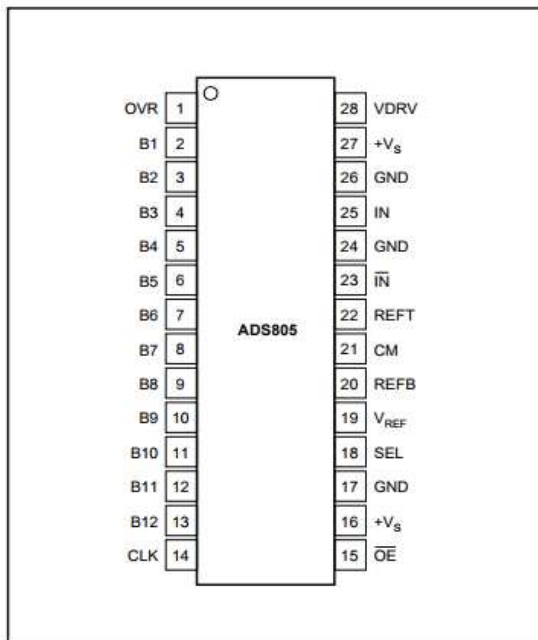 OVR 1 28 VDRV
B1 2 27 +VS
B2 3 26 GND
B3 4 25 IN
B4 5 24 GND
B5 6 23 I̅N̅
B6 7 22 REFT
ADS805
B7 8 21 CM
B8 9 20 REFB
B9 10 19 VREF
B10 11 18 SEL
B11 12 17 GND
B12 13 16 +VS
CLK 14 15 O̅E̅